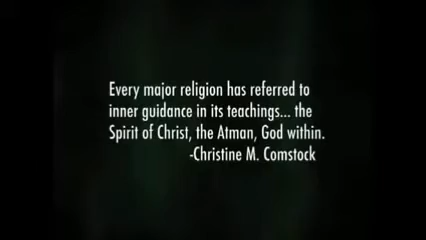 Every major religion has referred to
inner guidance in its teachings... the
Spirit of Christ, the Atman, God within.
-Christine M. Comstock